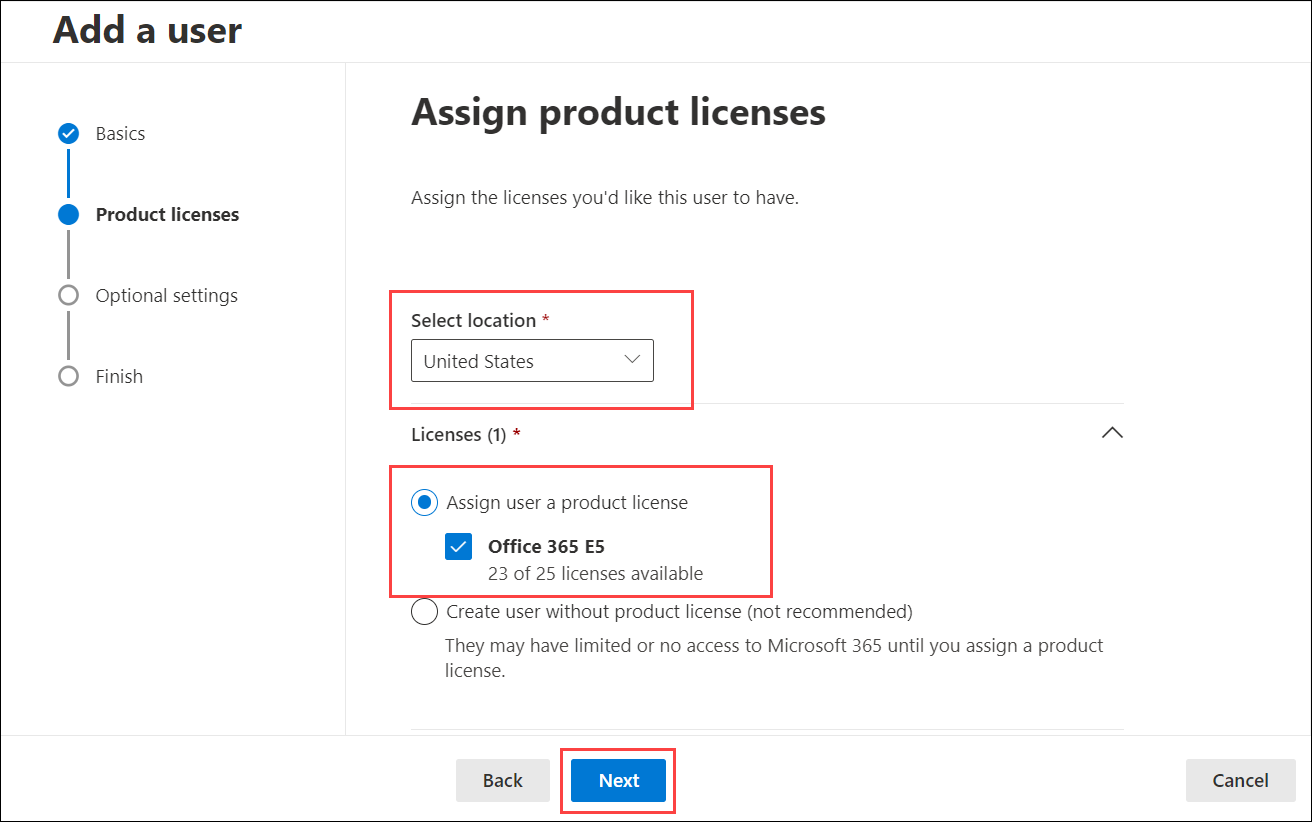 Add a user
Basics
Product licenses
Optional settings
Finish
Assign product licenses
Assign the licenses you'd like this user to have.
Select location *
United States
Licenses (1) *
Assign user a product license
Office 365 E5
23 of 25 licenses available
Create user without product license (not recommended)
They may have limited or no access to Microsoft 365 until you assign a product
license.
Back
Next
Cancel